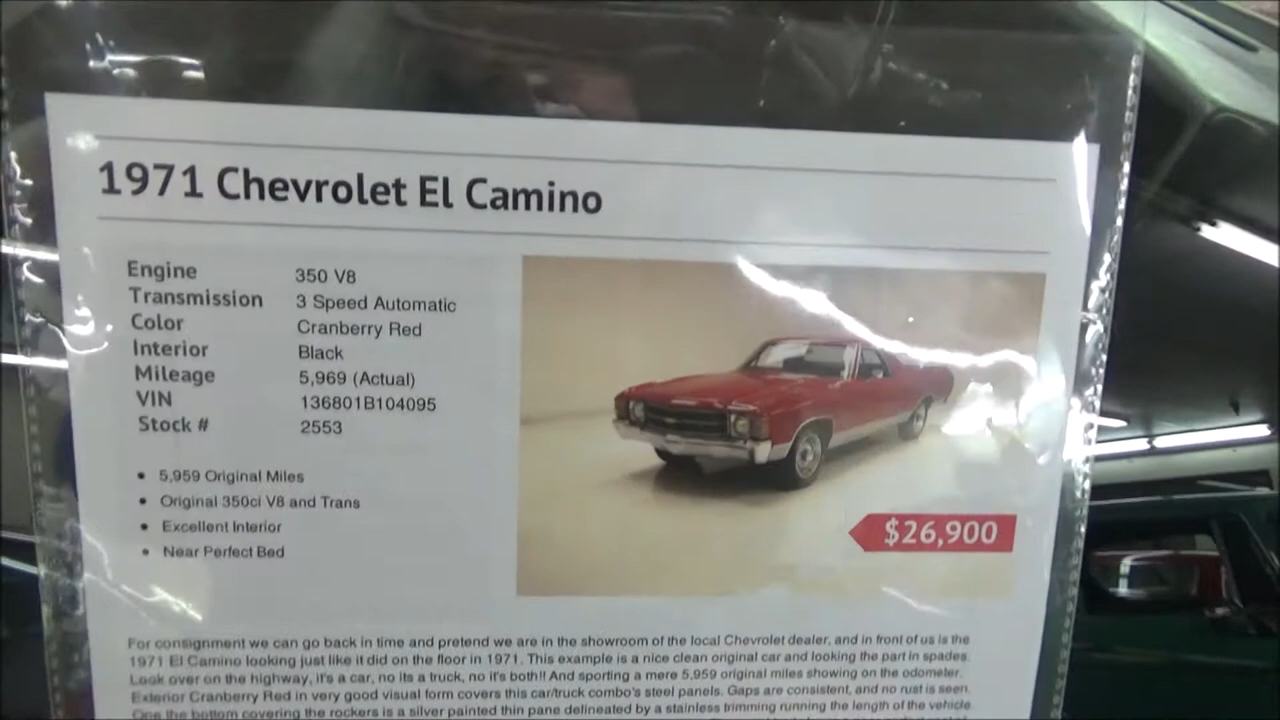 1971 Chevrolet El Camino
Engine 350 V8
Transmission 3 Speed Automatic
Color Cranberry Red
Interior Black
Mileage 5,969 (Actual)
VIN 136801B104095
Stock # 2553
• 5,959 Original Miles
• Original 350ci V8 and Trans
• Excellent Interior
• Near Perfect Bed
$26,900
For consignment we can go back in time and pretend we are in the showroom of the local Chevrolet dealer, and in front of us is the
1971 El Camino looking just like it did on the floor in 1971. This example is a nice clean original car and looking the part in spades.
Look over on the highway, it's a car, no its a truck, no it's both!! And sporting a mere 5,959 original miles showing on the odometer.
Exterior Cranberry Red in very good visual form covers this car/truck combo's steel panels. Gaps are consistent, and no rust is seen.
One the bottom covering the rockers is a silver painted thin pane delineated by a stainless trimming running the length of the vehicle